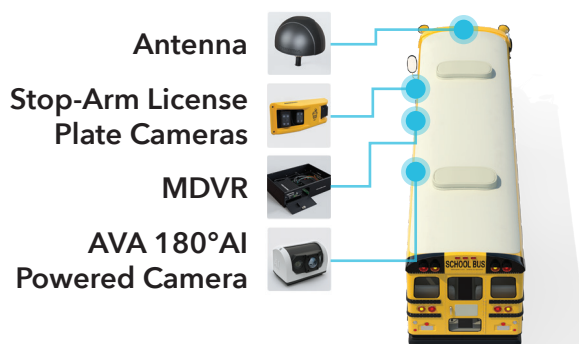 Antenna
Stop-Arm License
Plate Cameras
MDVR
AVA 180°AI
Powered Camera
SCHOOL BUS